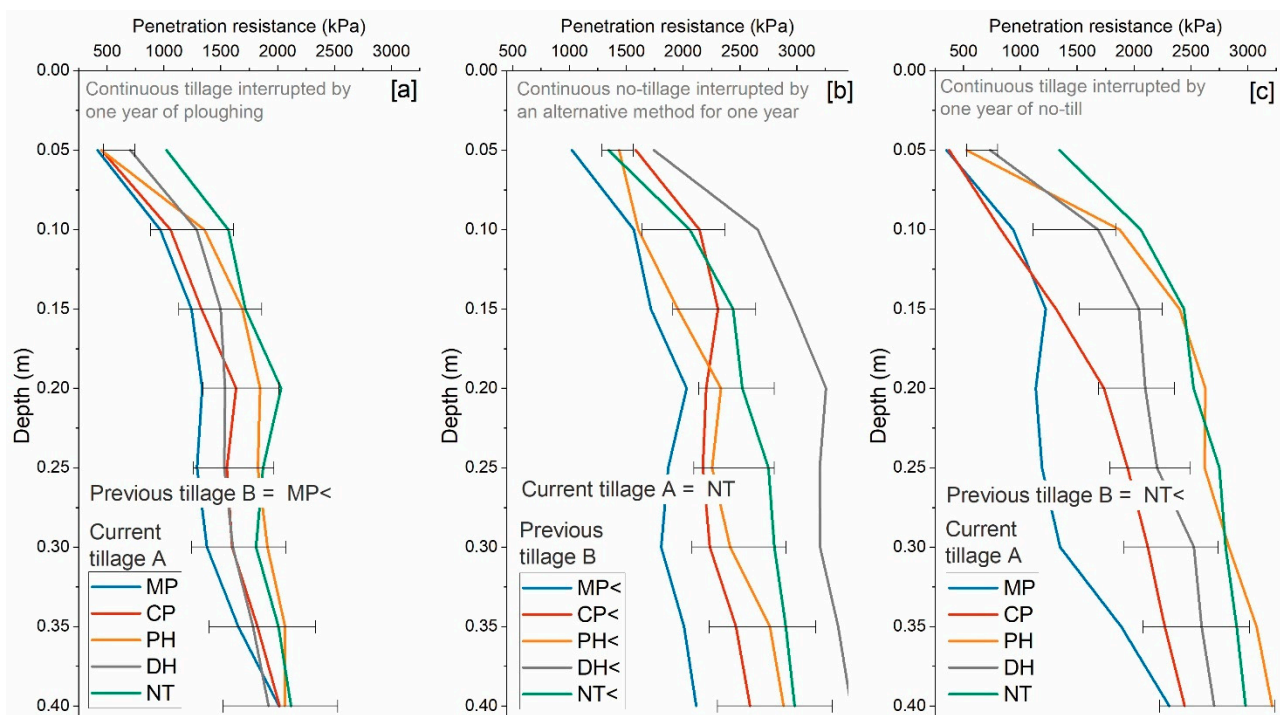 Penetration resistance (kPa)
500 1000 1500 2000 2500 3000
0.00
0.05
0.10
0.15
0.20
0.25
0.30
0.35
0.40
Depth (m)
Continuous tillage interrupted by
one year of ploughing
[a]
Previous tillage B = MP<
Current
tillage A
MP
CP
PH
DH
NT
Penetration resistance (kPa)
500 1000 1500 2000 2500 3000
0.00
0.05
0.10
0.15
0.20
0.25
0.30
0.35
0.40
Depth (m)
Continuous no-tillage interrupted by
an alternative method for one year
[b]
Current tillage A = NT
Previous
tillage B
MP<
CP<
PH<
DH<
NT<
Penetration resistance (kPa)
500 1000 1500 2000 2500 3000
0.00
0.05
0.10
0.15
0.20
0.25
0.30
0.35
0.40
Depth (m)
Continuous tillage interrupted by
one year of no-till
[c]
Previous tillage B = NT<
Current
tillage A
MP
CP
PH
DH
NT